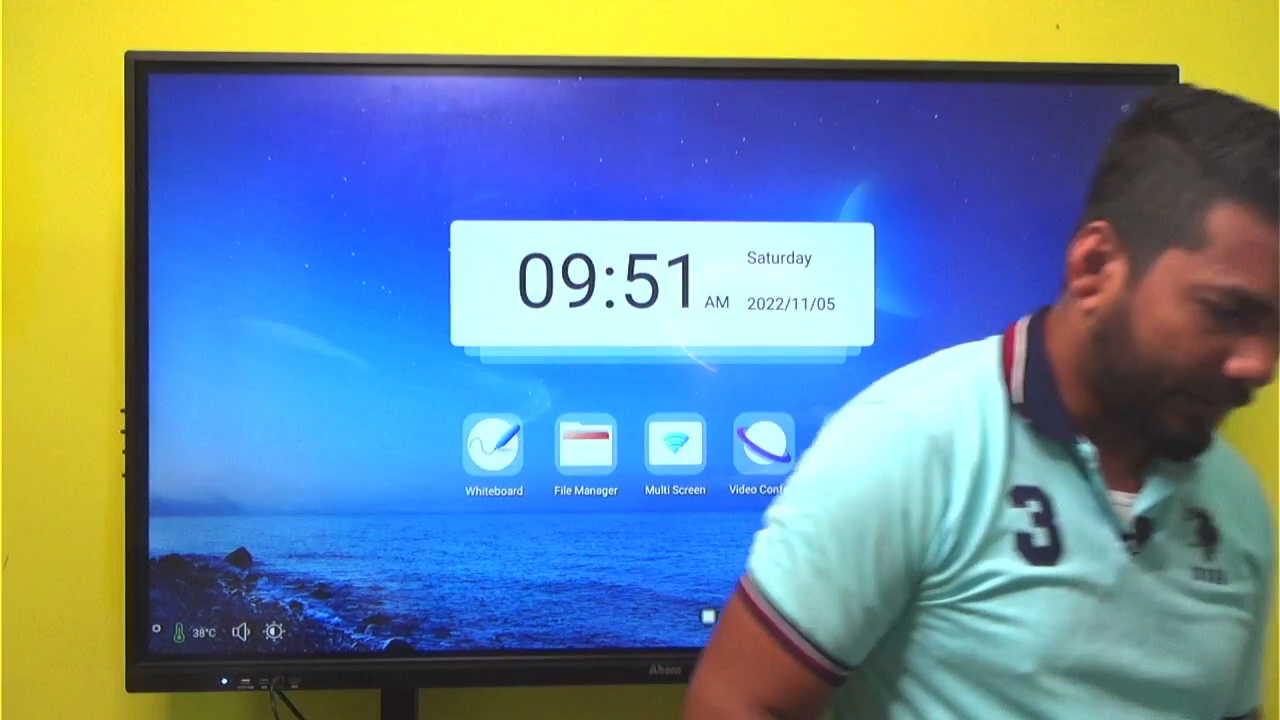 09:51 AM
Saturday
2022/11/05
Whiteboard
File Manager
Multi Screen
Video Conf
38°C
3